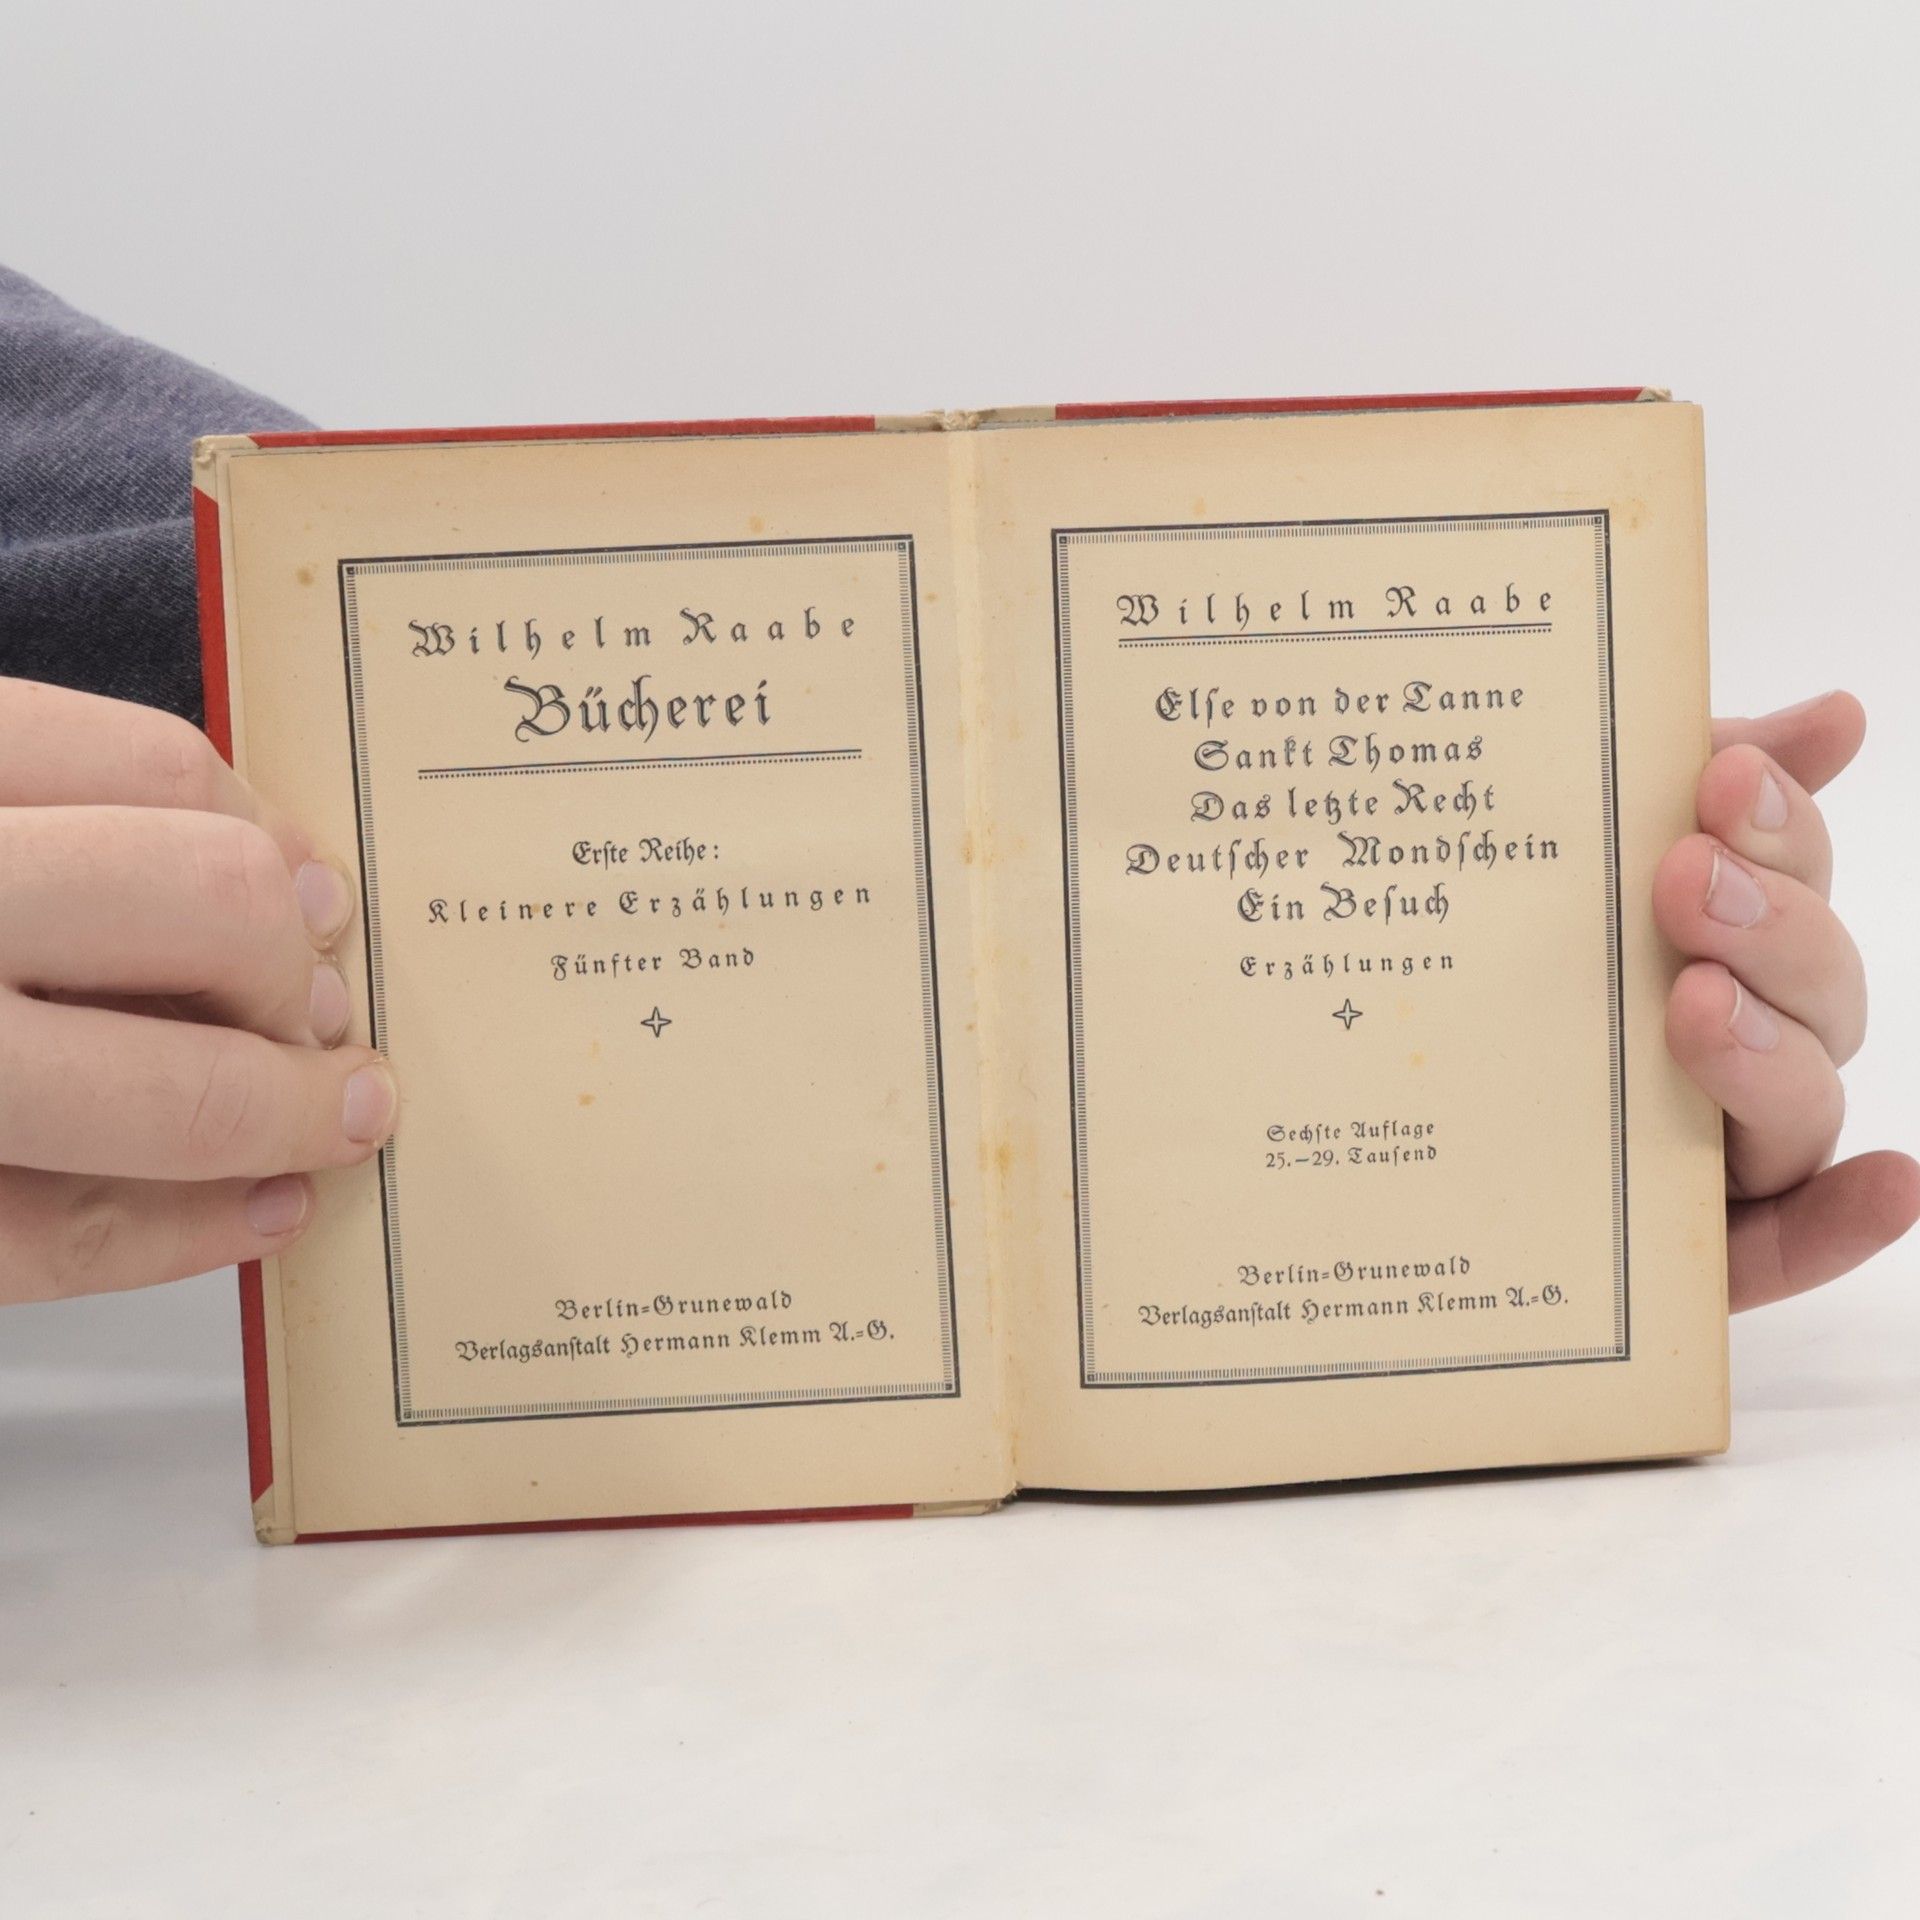 Wilhelm Raabe
Bücherei
Erſte Reihe:
Kleinere Erzählungen
Fünfter Band
Berlin=Grunewald
Verlagsanſtalt Hermann Klemm A.=G.
Wilhelm Raabe
Elſe von der Tanne
Sankt Thomas
Das letzte Recht
Deutſcher Mondſchein
Ein Beſuch
Erzählungen
Sechſte Auflage
25.—29. Tauſend
Berlin=Grunewald
Verlagsanſtalt Hermann Klemm A.=G.